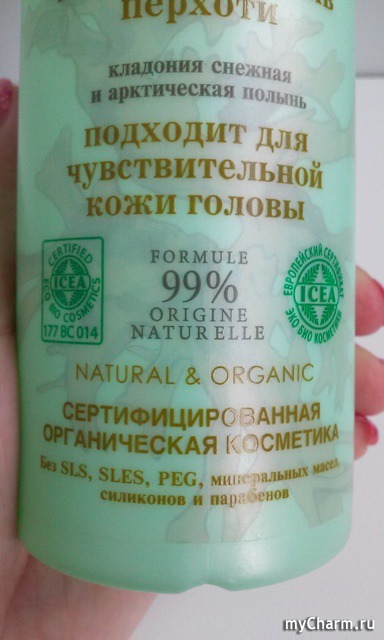 перхоти
кладония снежная
и арктическая полынь
подходит для
чувствительной
кожи головы
CERTIFIED
ICEA
ECO BIO COSMETICS
177 BC 014
FORMULE
99%
ORIGINE
NATURELLE
ЕВРОПЕЙСКИЙ СЕРТИФИКАТ
ICEA
ЭКО БИО КОСМЕТИКИ
NATURAL & ORGANIC
СЕРТИФИЦИРОВАННАЯ
ОРГАНИЧЕСКАЯ КОСМЕТИКА
Без SLS, SLES, PEG, минеральных масел,
силиконов и парабенов
myCharm.ru